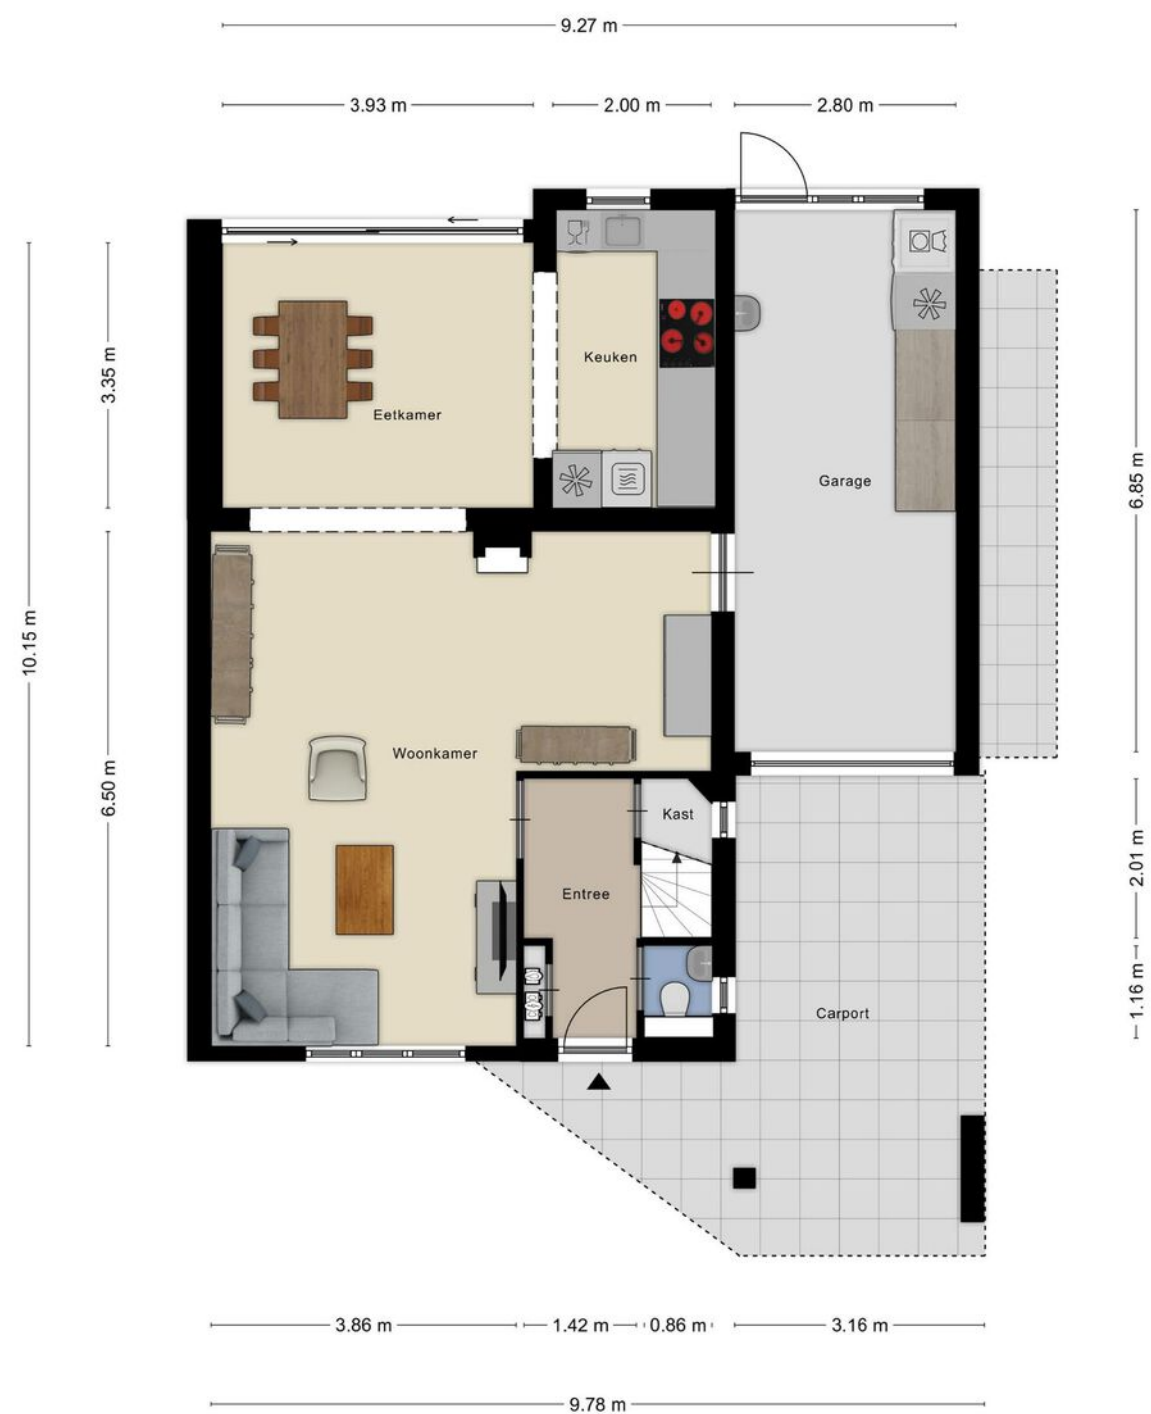 9.27 m
3.93 m
2.00 m
2.80 m
3.35 m
Keuken
Eetkamer
6.85 m
Garage
10.15 m
6.50 m
Woonkamer
Kast
2.01 m
Entree
1.16 m
Carport
3.86 m
1.42 m
0.86 m
3.16 m
9.78 m